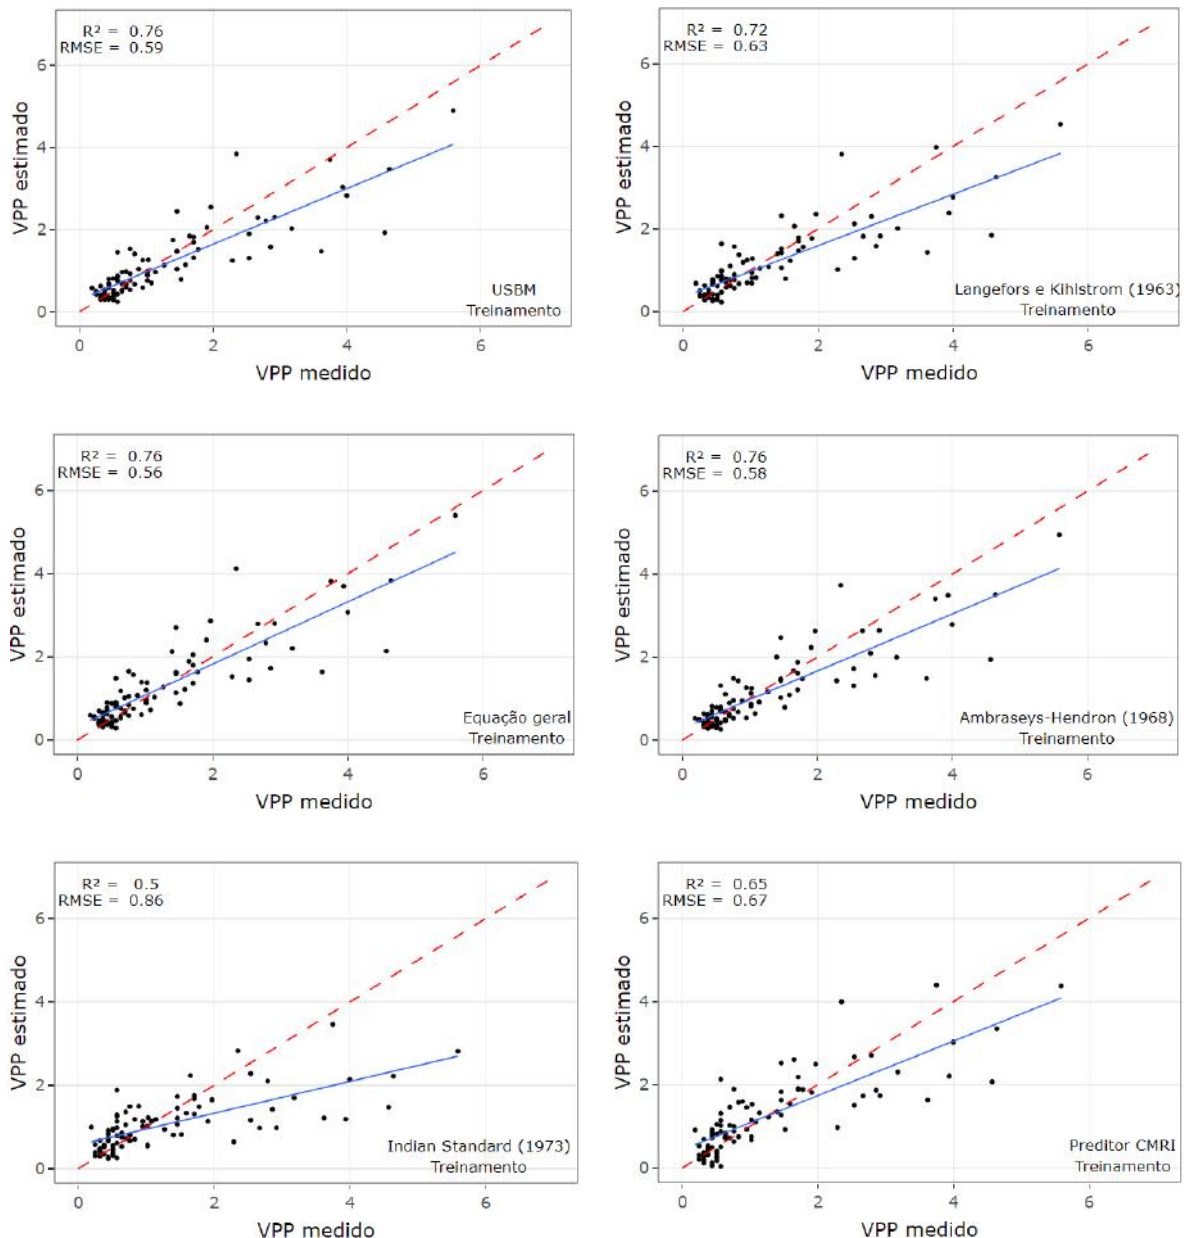 R² = 0.76
RMSE = 0.59
6
4
2
0
VPP estimado
USBM
Treinamento
0 2 4 6
VPP medido
R² = 0.72
RMSE = 0.63
6
4
2
0
VPP estimado
Langefors e Kihlstrom (1963)
Treinamento
0 2 4 6
VPP medido
R² = 0.76
RMSE = 0.56
6
4
2
0
VPP estimado
Equação geral
Treinamento
0 2 4 6
VPP medido
R² = 0.76
RMSE = 0.58
6
4
2
0
VPP estimado
Ambraseys-Hendron (1968)
Treinamento
0 2 4 6
VPP medido
R² = 0.5
RMSE = 0.86
6
4
2
0
VPP estimado
Indian Standard (1973)
Treinamento
0 2 4 6
VPP medido
R² = 0.65
RMSE = 0.67
6
4
2
0
VPP estimado
Preditor CMRI
Treinamento
0 2 4 6
VPP medido